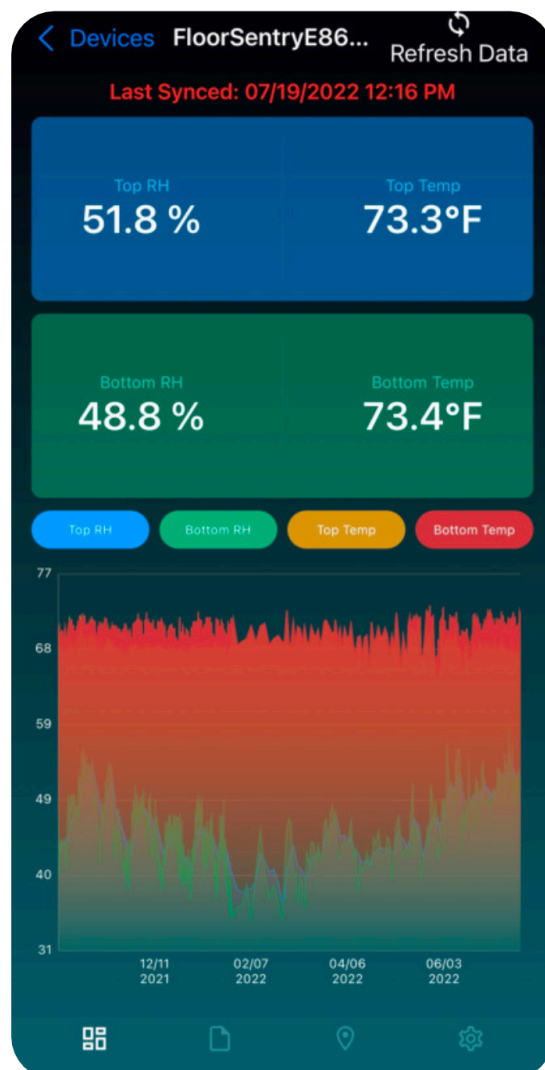 Devices FloorSentryE86... Refresh Data
Last Synced: 07/19/2022 12:16 PM
Top RH Top Temp
51.8 % 73.3°F
Bottom RH Bottom Temp
48.8 % 73.4°F
Top RH Bottom RH Top Temp Bottom Temp
77
68
59
49
40
31
12/11 02/07 04/06 06/03
2021 2022 2022 2022